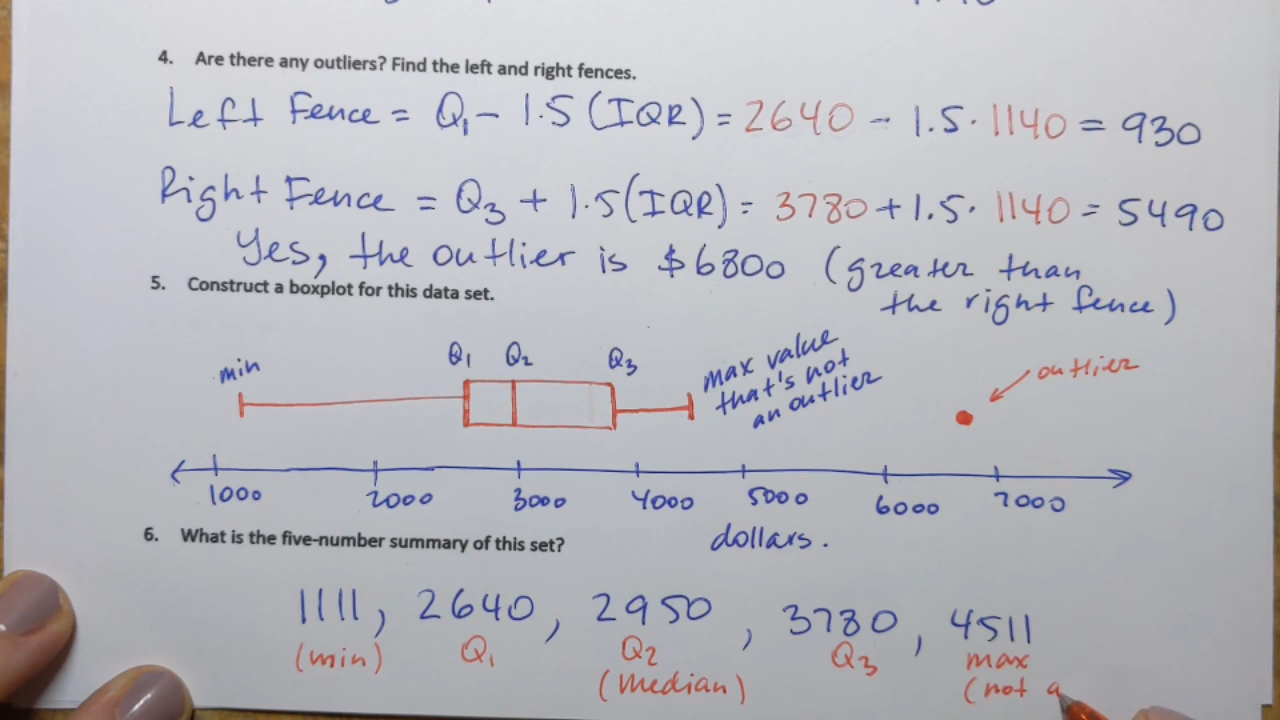 4. Are there any outliers? Find the left and right fences.
Left Fence = Q1 - 1.5 (IQR) = 2640 - 1.5 · 1140 = 930
Right Fence = Q3 + 1.5 (IQR) = 3780 + 1.5 · 1140 = 5490
Yes, the outlier is $6800 (greater than
the right fence)
5. Construct a boxplot for this data set.
min
Q1 Q2 Q3
max value
that's not
an outlier
outlier
1000 2000 3000 4000 5000 6000 7000
dollars.
6. What is the five-number summary of this set?
1111, 2640, 2950, 3780, 4511
(min) Q1 Q2 Q3 max
(median) (not a